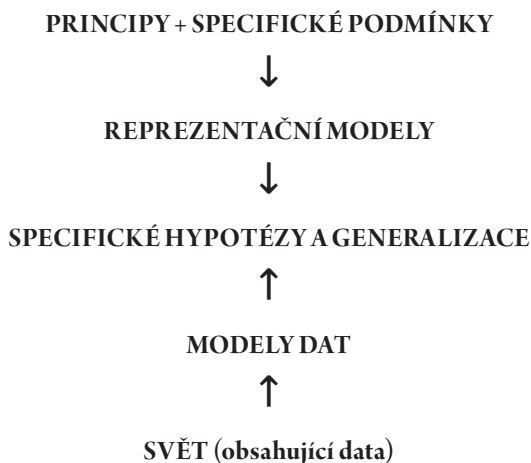 PRINCIPY + SPECIFICKÉ PODMÍNKY
↓
REPREZENTAČNÍ MODELY
↓
SPECIFICKÉ HYPOTÉZY A GENERALIZACE
↑
MODELY DAT
↑
SVĚT (obsahující data)